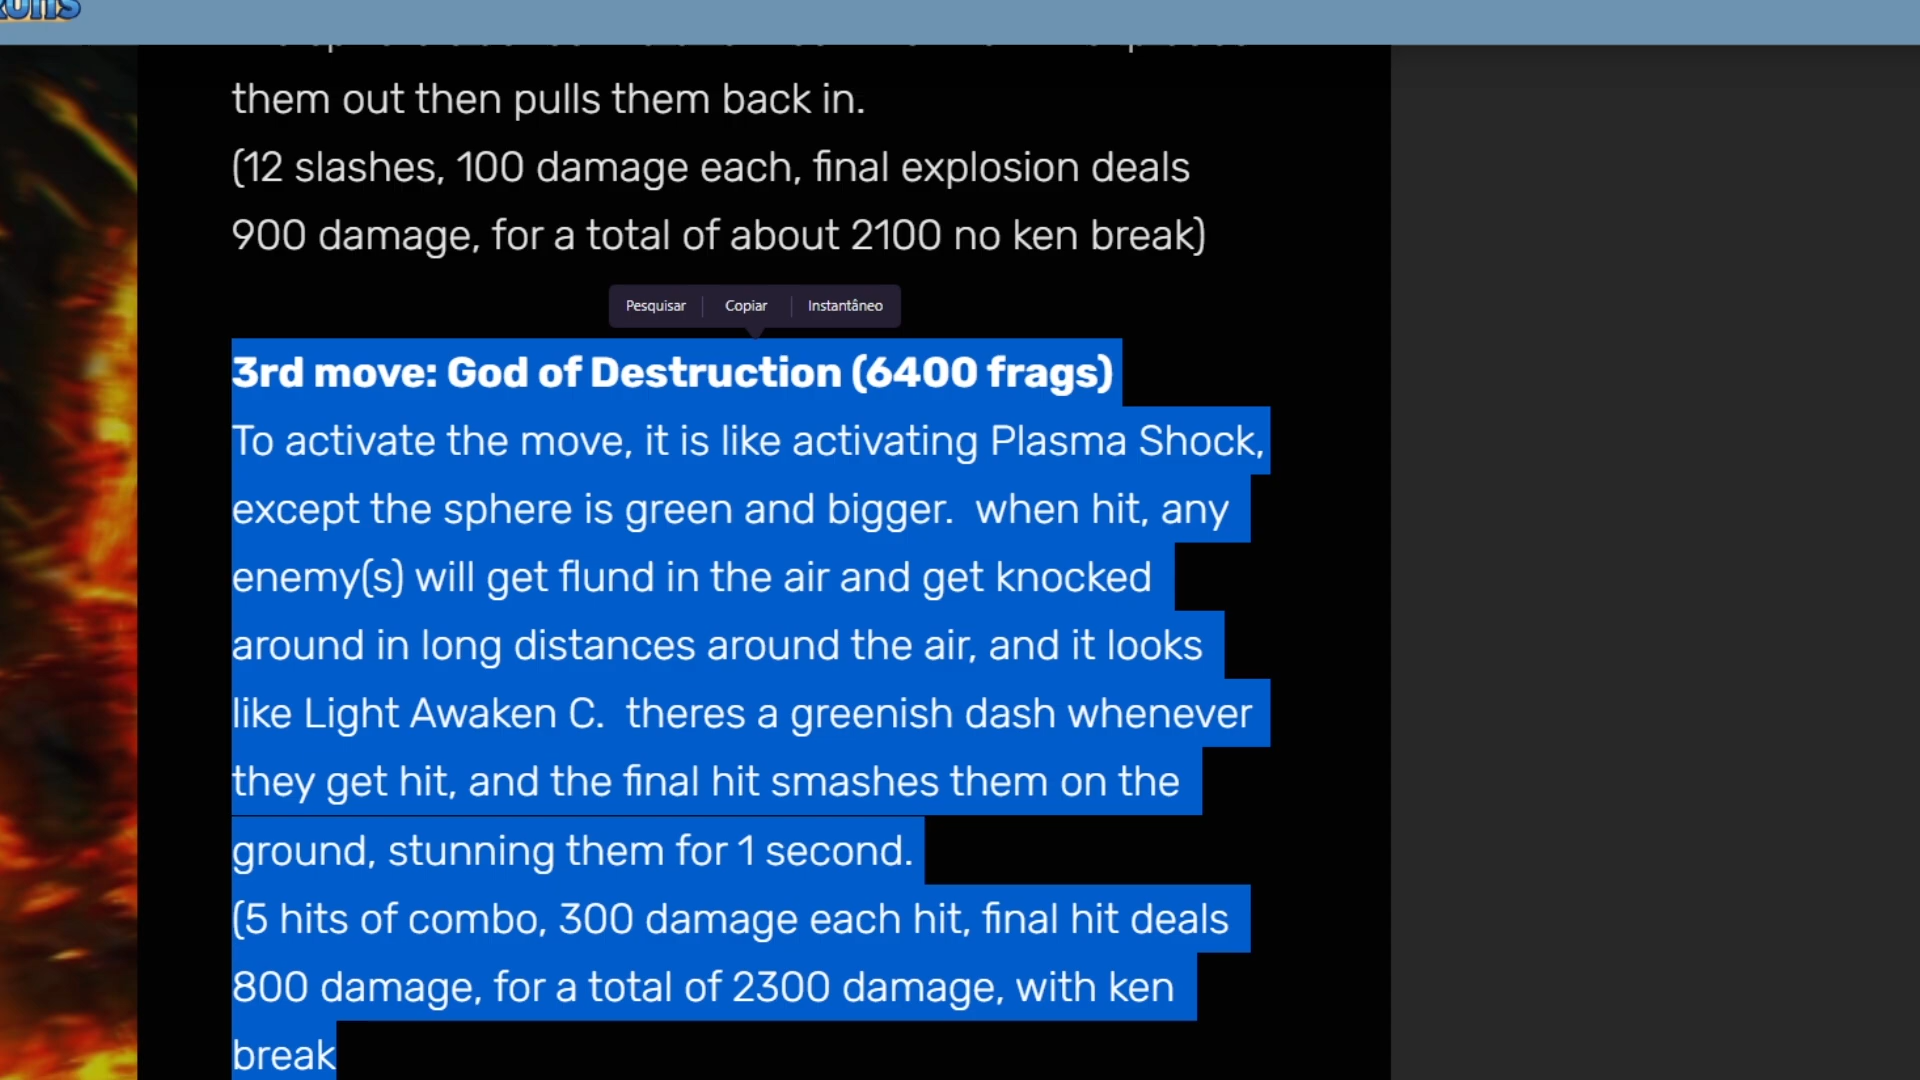 them out then pulls them back in.
(12 slashes, 100 damage each, final explosion deals
900 damage, for a total of about 2100 no ken break)
Pesquisar Copiar Instantâneo
3rd move: God of Destruction (6400 frags)
To activate the move, it is like activating Plasma Shock,
except the sphere is green and bigger.  when hit, any
enemy(s) will get flund in the air and get knocked
around in long distances around the air, and it looks
like Light Awaken C.  theres a greenish dash whenever
they get hit, and the final hit smashes them on the
ground, stunning them for 1 second.
(5 hits of combo, 300 damage each hit, final hit deals
800 damage, for a total of 2300 damage, with ken
break